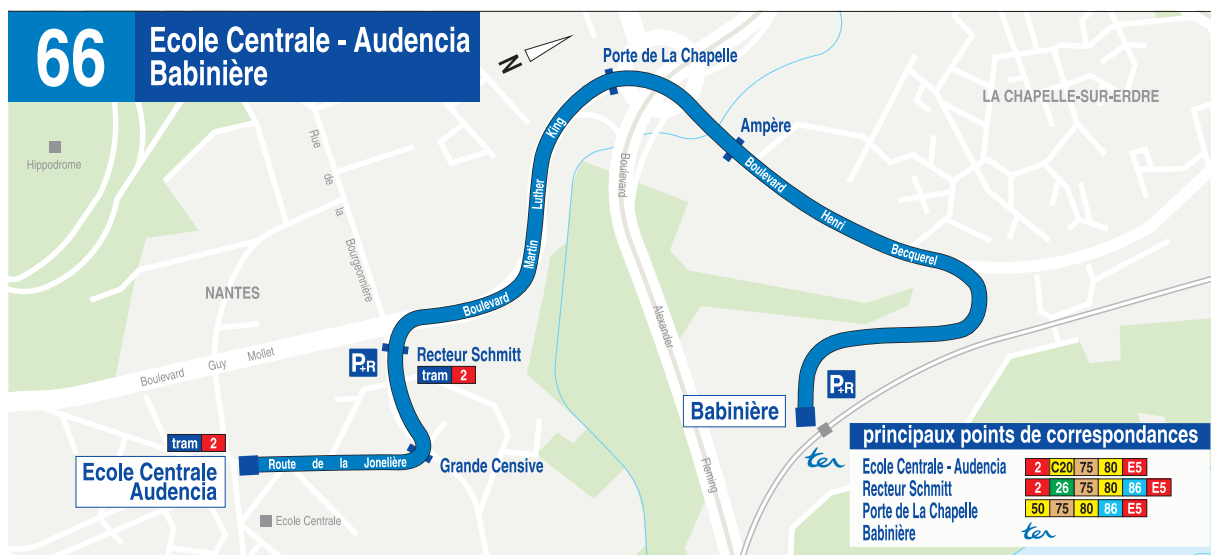 66
Ecole Centrale - Audencia
Babinière
N
Porte de La Chapelle
LA CHAPELLE-SUR-ERDRE
Ampère
Hippodrome
Rue de la Bourgeonnière
Boulevard Martin Luther King
Boulevard Alexander Fleming
Boulevard Henri Becquerel
NANTES
Boulevard Guy Mollet
P+R
Recteur Schmitt
tram 2
P+R
Babinière
ter
tram 2
Ecole Centrale
Audencia
Route de la Jonelière
Grande Censive
Ecole Centrale
principaux points de correspondances
Ecole Centrale - Audencia 2 C20 75 80 E5
Recteur Schmitt 2 26 75 80 86 E5
Porte de La Chapelle 50 75 80 86 E5
Babinière ter